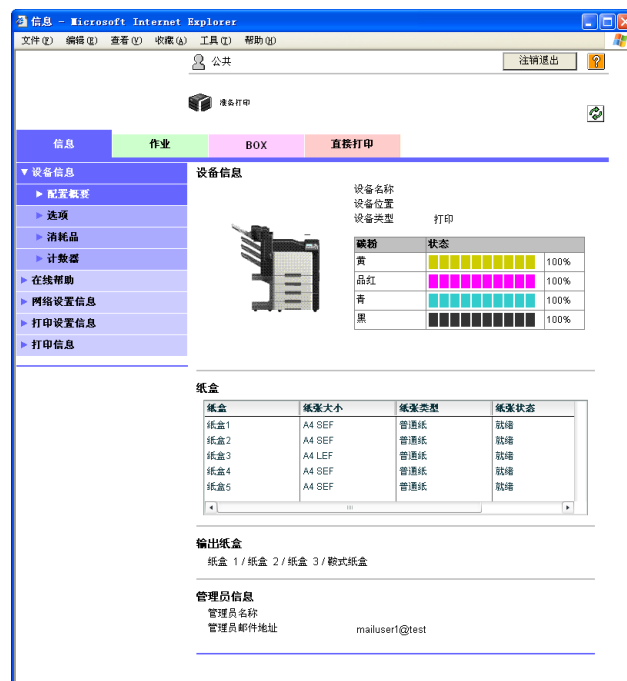 信息 - Microsoft Internet Explorer
文件(F) 编辑(E) 查看(V) 收藏(A) 工具(T) 帮助(H)
公共 注销退出 ?
准备打印
信息 作业 BOX 直接打印
▼设备信息
▶配置概要
▶选项
▶消耗品
▶计数器
▶在线帮助
▶网络设置信息
▶打印设置信息
▶打印信息
设备信息
设备名称
设备位置
设备类型 打印
碳粉 状态
黄 100%
品红 100%
青 100%
黑 100%
纸盒
纸盒 纸张大小 纸张类型 纸张状态
纸盒1 A4 SEF 普通纸 就绪
纸盒2 A4 SEF 普通纸 就绪
纸盒3 A4 LEF 普通纸 就绪
纸盒4 A4 SEF 普通纸 就绪
纸盒5 A4 SEF 普通纸 就绪
输出纸盒
纸盒 1 / 纸盒 2 / 纸盒 3 / 鞍式纸盒
管理员信息
管理员名称
管理员邮件地址 mailuser1@test